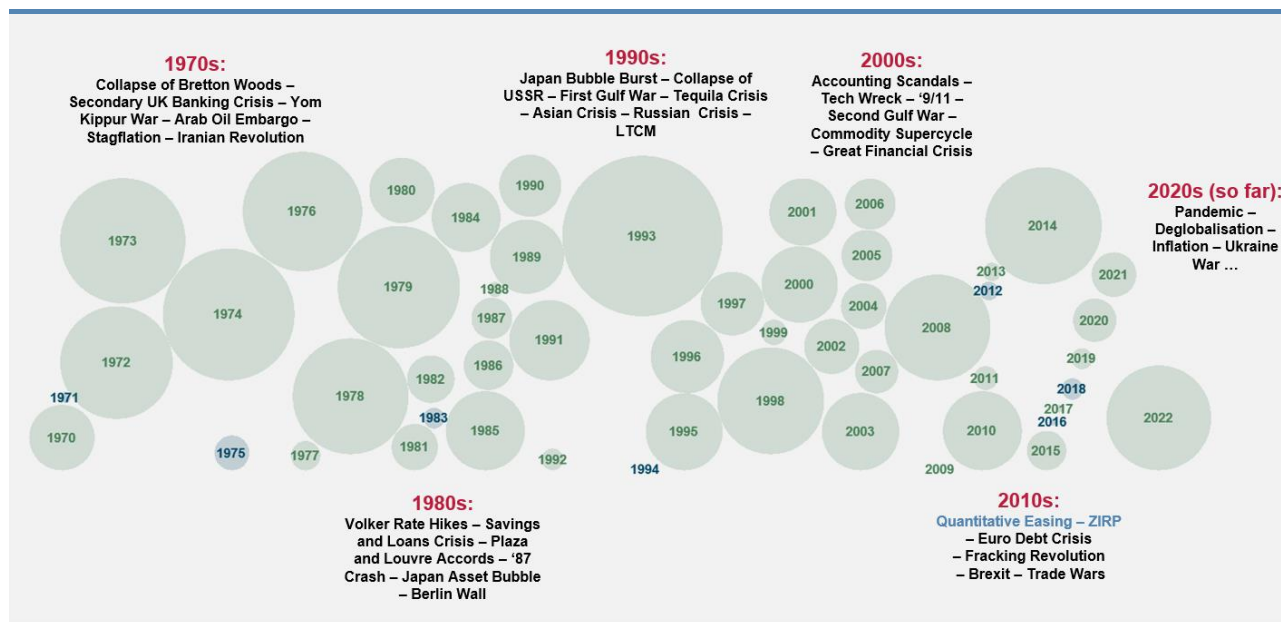 1970s:
Collapse of Bretton Woods –
Secondary UK Banking Crisis – Yom
Kippur War – Arab Oil Embargo –
Stagflation – Iranian Revolution
1990s:
Japan Bubble Burst – Collapse of
USSR – First Gulf War – Tequila Crisis
– Asian Crisis – Russian Crisis –
LTCM
2000s:
Accounting Scandals –
Tech Wreck – ‘9/11 –
Second Gulf War –
Commodity Supercycle
– Great Financial Crisis
2020s (so far):
Pandemic –
Deglobalisation –
Inflation – Ukraine
War …
1970
1971
1972
1973
1974
1975
1976
1977
1978
1979
1980
1981
1982
1983
1984
1985
1986
1987
1988
1989
1990
1991
1992
1993
1994
1995
1996
1997
1998
1999
2000
2001
2002
2003
2004
2005
2006
2007
2008
2009
2010
2011
2012
2013
2014
2015
2016
2017
2018
2019
2020
2021
2022
1980s:
Volker Rate Hikes – Savings
and Loans Crisis – Plaza
and Louvre Accords – ‘87
Crash – Japan Asset Bubble
– Berlin Wall
2010s:
Quantitative Easing – ZIRP
– Euro Debt Crisis
– Fracking Revolution
– Brexit – Trade Wars